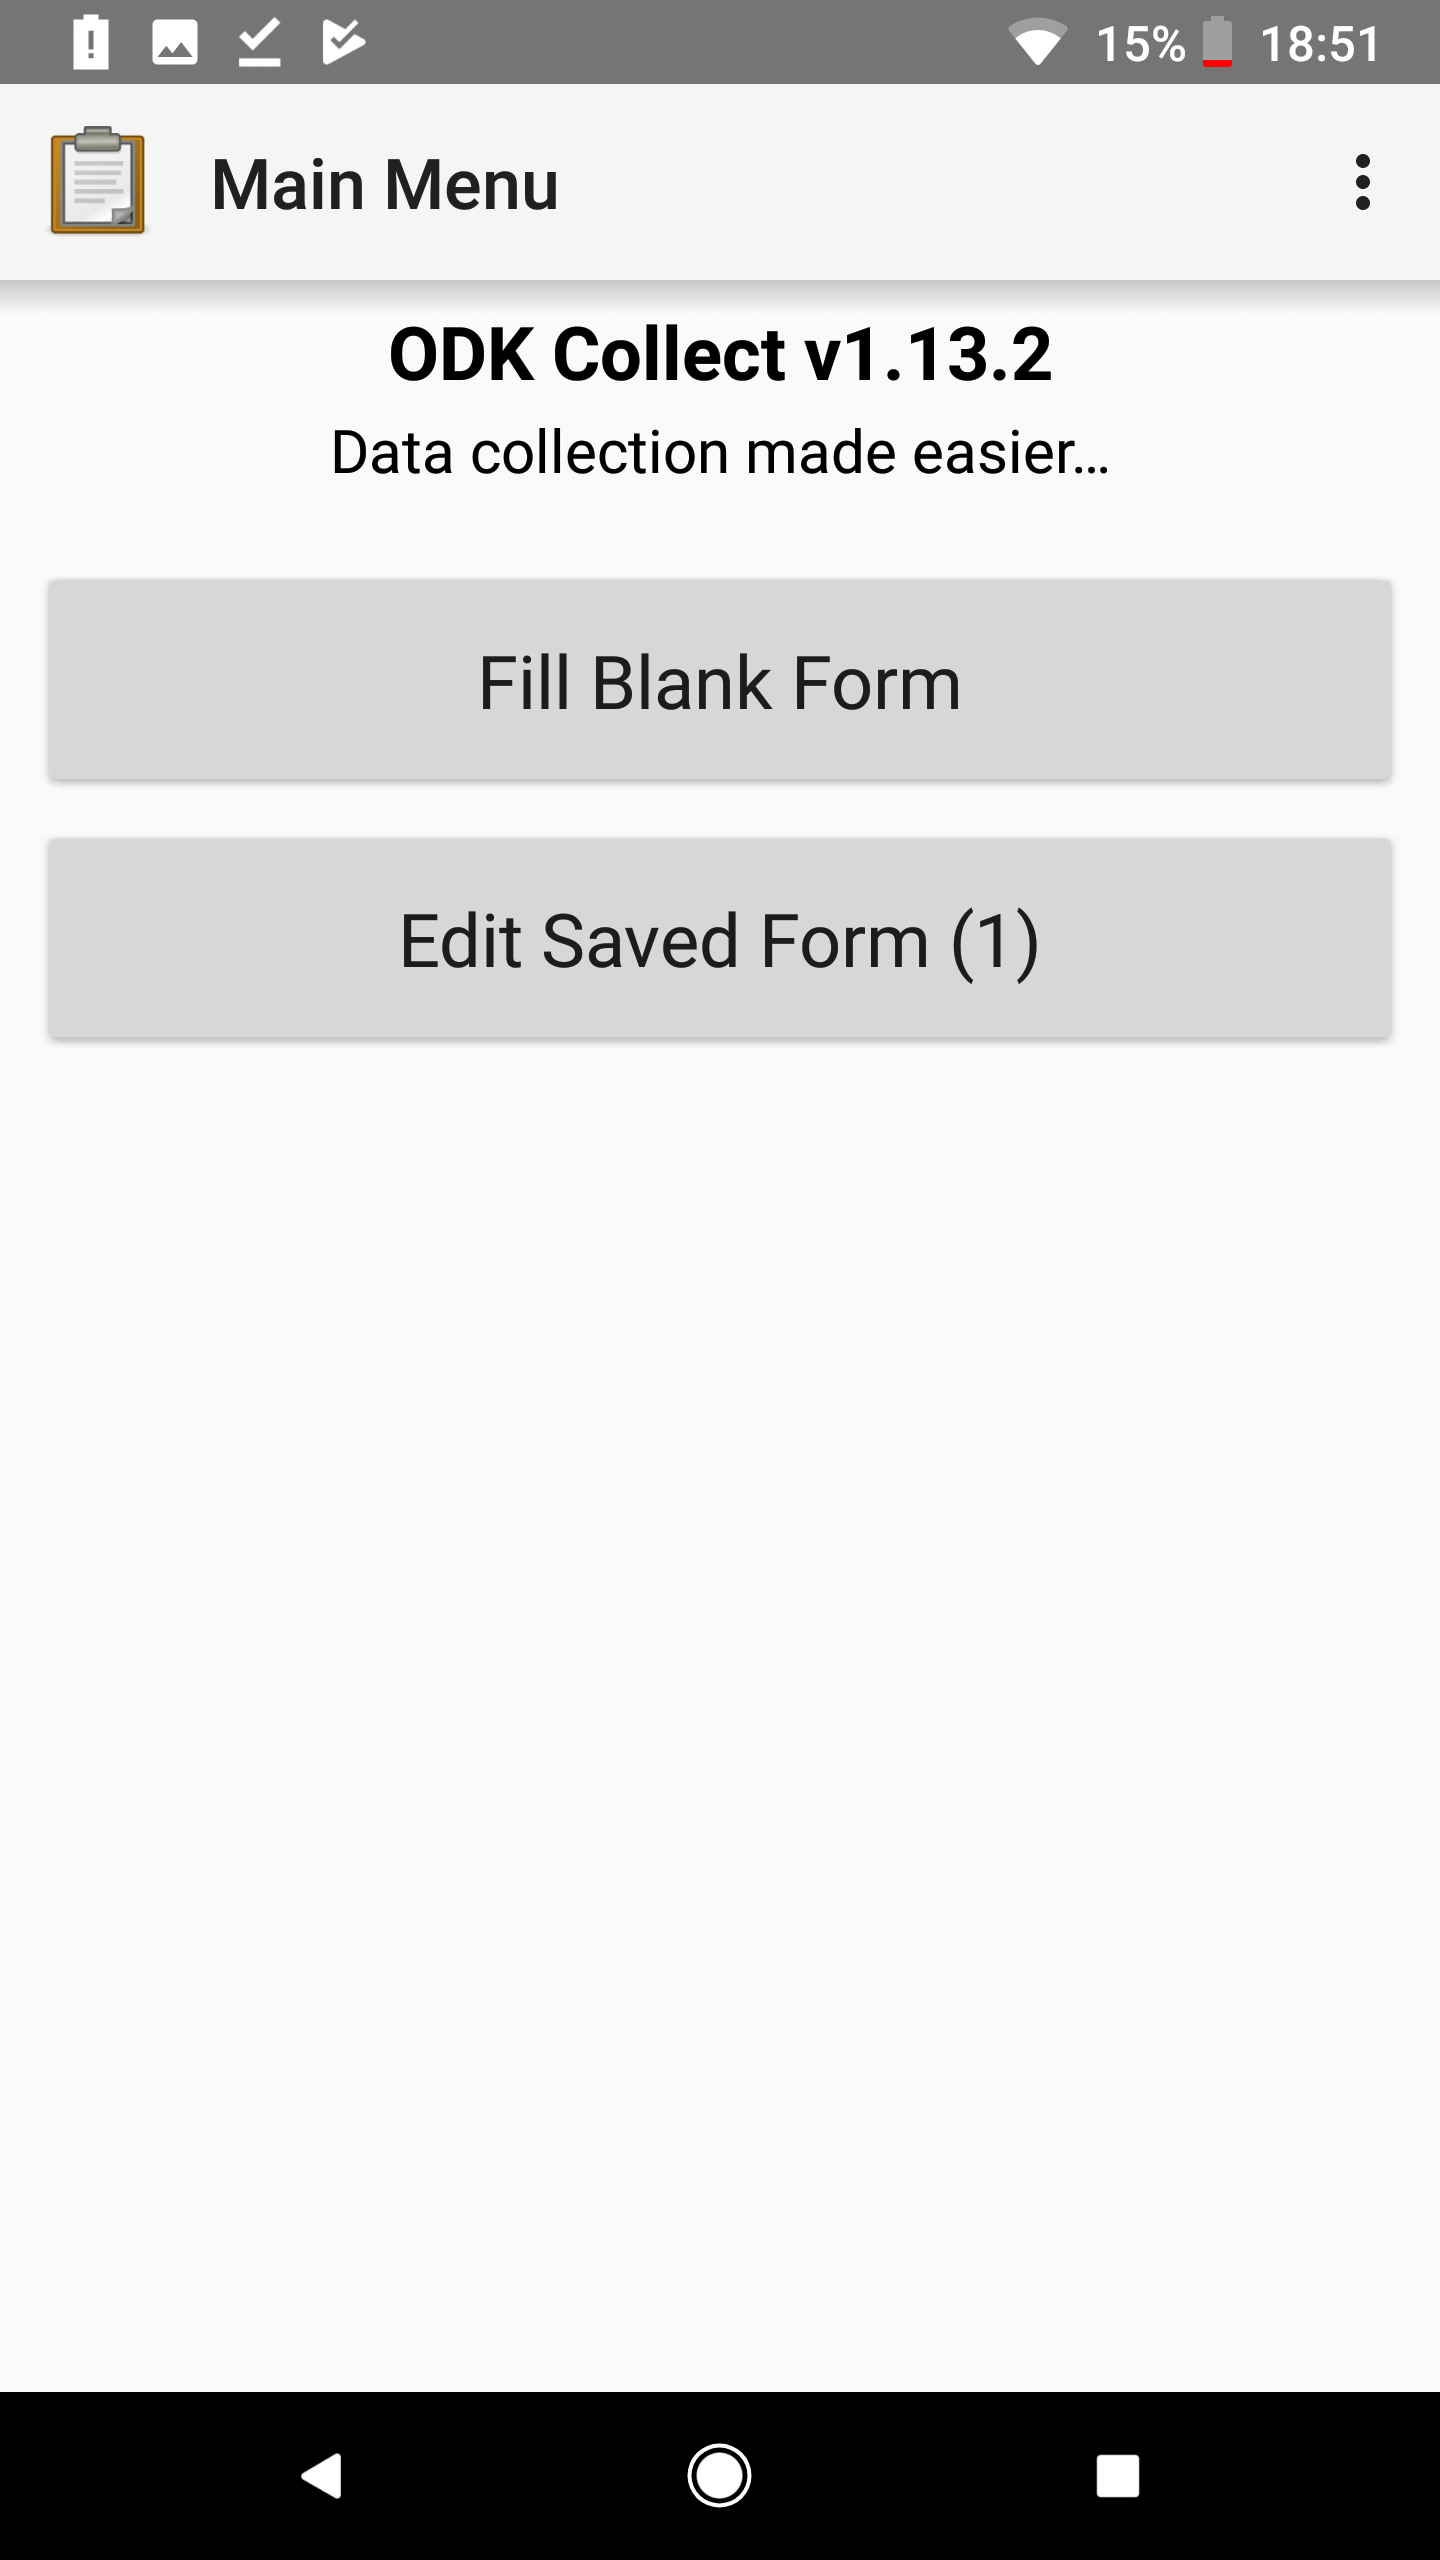 15% 18:51
Main Menu
ODK Collect v1.13.2
Data collection made easier...
Fill Blank Form
Edit Saved Form (1)